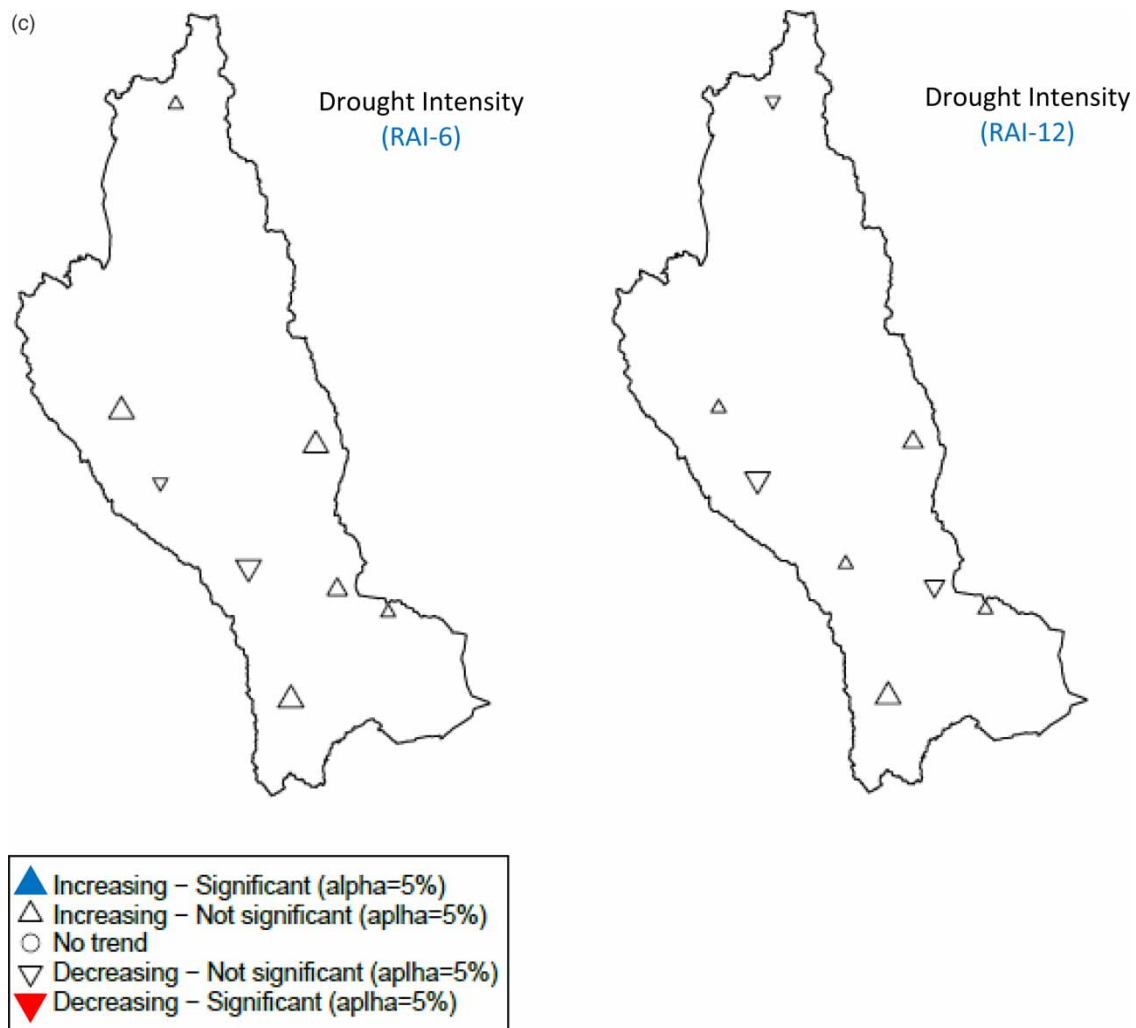 (c)
Drought Intensity
(RAI-6)
Drought Intensity
(RAI-12)
Increasing – Significant (alpha=5%)
Increasing – Not significant (aplha=5%)
No trend
Decreasing – Not significant (aplha=5%)
Decreasing – Significant (aplha=5%)